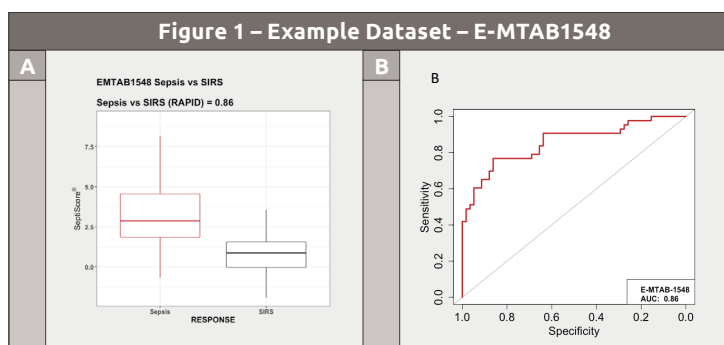 Figure 1 – Example Dataset – E-MTAB1548
A
EMTAB1548 Sepsis vs SIRS
Sepsis vs SIRS (RAPID) = 0.86
SeptiScore®
7.5
5.0
2.5
0.0
Sepsis
SIRS
RESPONSE
B
B
Sensitivity
1.0
0.8
0.6
0.4
0.2
0.0
E-MTAB-1548
AUC: 0.86
1.0 0.8 0.6 0.4 0.2 0.0
Specificity